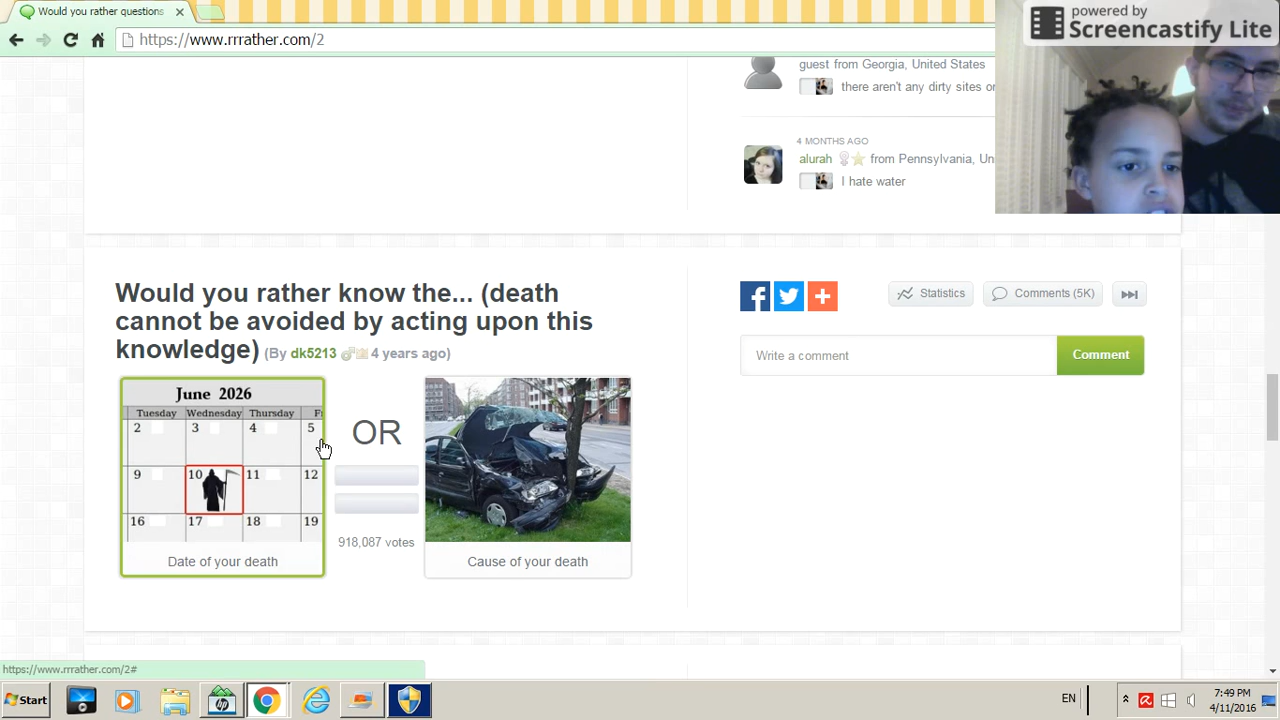 Would you rather questions
https://www.rrrather.com/2
powered by
Screencastify Lite
guest from Georgia, United States
there aren't any dirty sites
4 MONTHS AGO
alurah from Pennsylvania,
I hate water
Would you rather know the... (death
cannot be avoided by acting upon this
knowledge) (By dk5213 4 years ago)
Statistics
Comments (5K)
Write a comment
Comment
June 2026
Tuesday Wednesday Thursday
2 3 4 5
9 10 11 12
16 17 18 19
OR
918,087 votes
Date of your death
Cause of your death
https://www.rrrather.com/2#
Start
EN
7:49 PM
4/11/2016